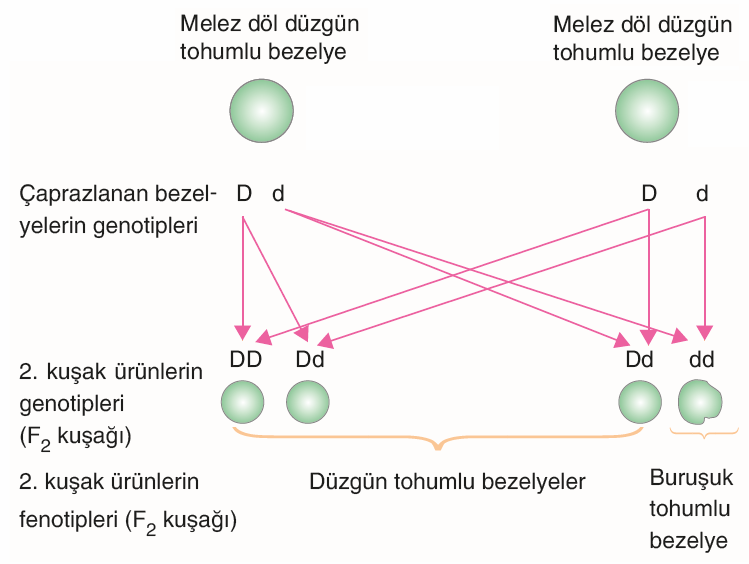 Melez döl düzgün
tohumlu bezelye
Melez döl düzgün
tohumlu bezelye
Çaprazlanan bezel-
yelerin genotipleri
D d
D d
DD Dd Dd dd
2. kuşak ürünlerin
genotipleri
(F₂ kuşağı)
2. kuşak ürünlerin
fenotipleri (F₂ kuşağı)
Düzgün tohumlu bezelyeler
Buruşuk
tohumlu
bezelye